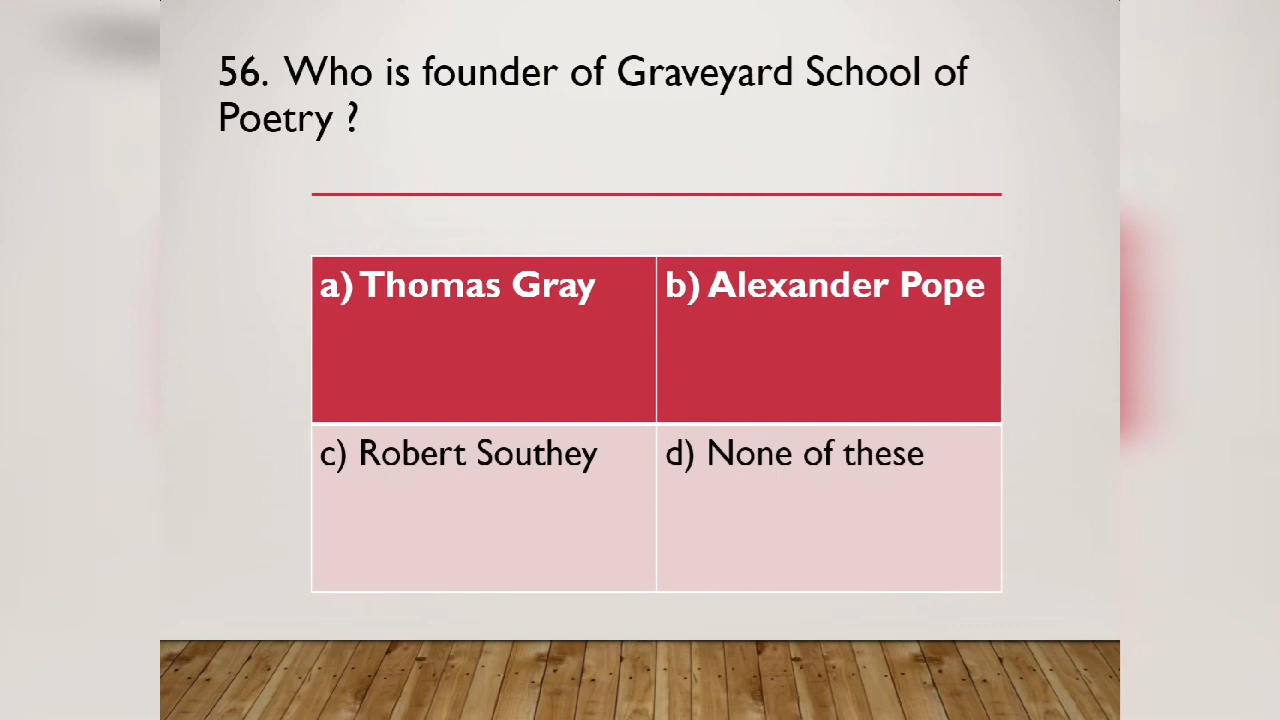 56. Who is founder of Graveyard School of
Poetry ?
a) Thomas Gray
b) Alexander Pope
c) Robert Southey
d) None of these